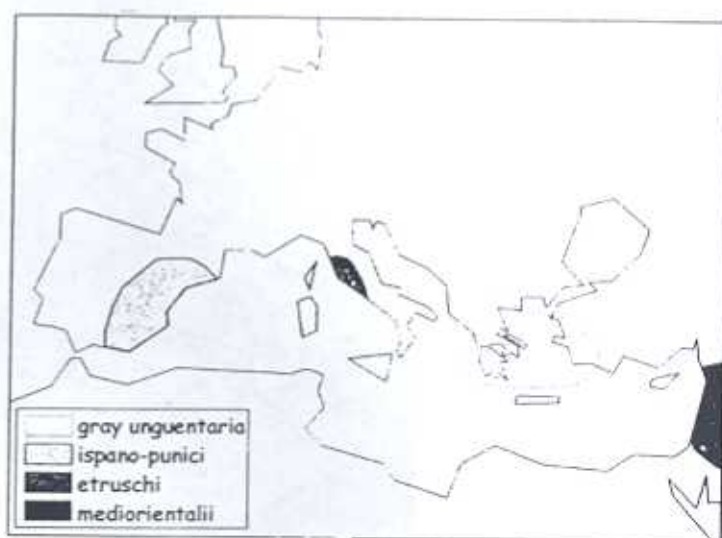 gray unguentaria
ispano-punici
etruschi
mediorientalii